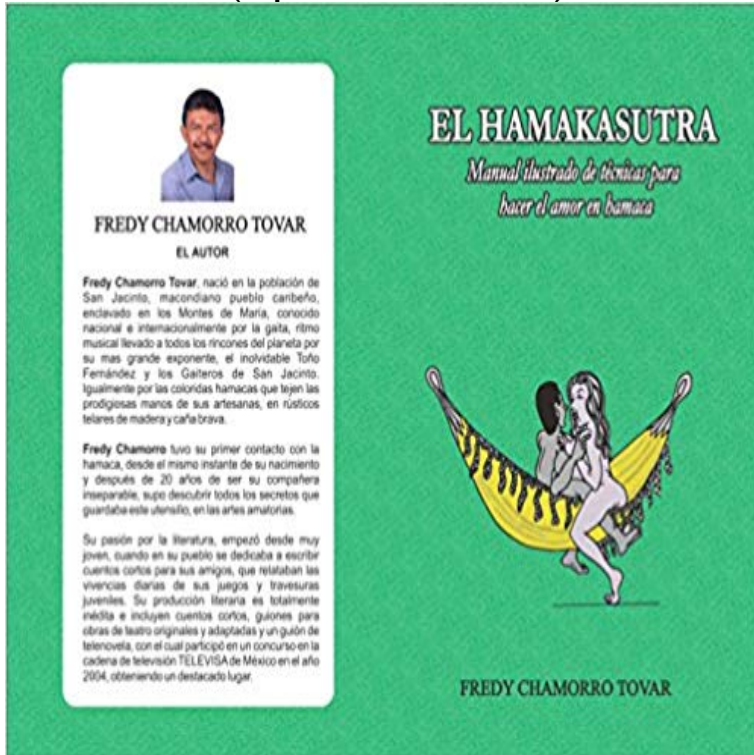 FREDY CHAMORRO TOVAR
EL AUTOR
Fredy Chamorro Tovar, nació en la población de
San Jacinto, macondiano pueblo caribeño,
enclavado en los Montes de María, conocido
nacional e internacionalmente por la gaita, ritmo
musical llevado a todos los rincones del planeta por
su mas grande exponente, el inolvidable Toño
Fernández y los Gaiteros de San Jacinto.
Igualmente por las coloridas hamacas que tejen las
prodigiosas manos de sus artesanas, en rústicos
telares de madera y caña brava.
Fredy Chamorro tuvo su primer contacto con la
hamaca, desde el mismo instante de su nacimiento
y después de 20 años de ser su compañera
inseparable, supo descubrir todos los secretos que
guardaba este utensilio, en las artes amatorias.
Su pasión por la literatura, empezó desde muy
joven, cuando en su pueblo se dedicaba a escribir
cuentos cortos para sus amigos, que relataban las
vivencias diarias de sus juegos y travesuras
juveniles. Su producción literaria es totalmente
inédita e incluyen cuentos cortos, guiones para
obras de teatro originales y adaptadas y un guión de
telenovela, con el cual participó en un concurso en la
cadena de televisión TELEVISA de México en el año
2004, obteniendo un destacado lugar.
EL HAMAKASUTRA
Manual ilustrado de técnicas para
hacer el amor en hamaca
FREDY CHAMORRO TOVAR